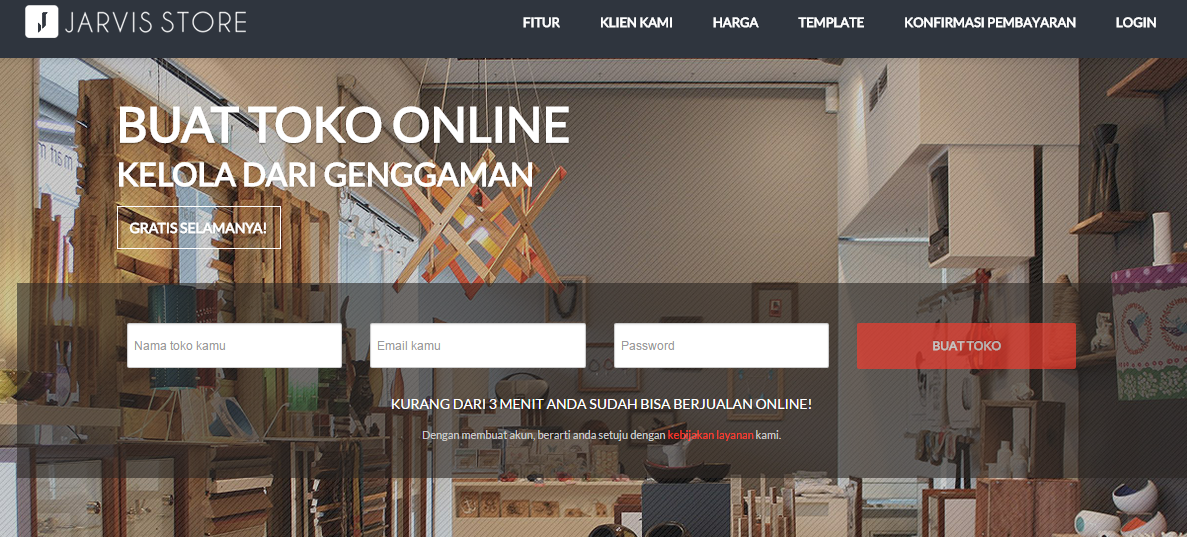 JARVIS STORE
FITUR
KLIEN KAMI
HARGA
TEMPLATE
KONFIRMASI PEMBAYARAN
LOGIN
BUAT TOKO ONLINE
KELOLA DARI GENGGAMAN
GRATIS SELAMANYA!
Nama toko kamu
Email kamu
Password
BUAT TOKO
KURANG DARI 3 MENIT ANDA SUDAH BISA BERJUALAN ONLINE!
Dengan membuat akun, berarti anda setuju dengan kebijakan layanan kami.